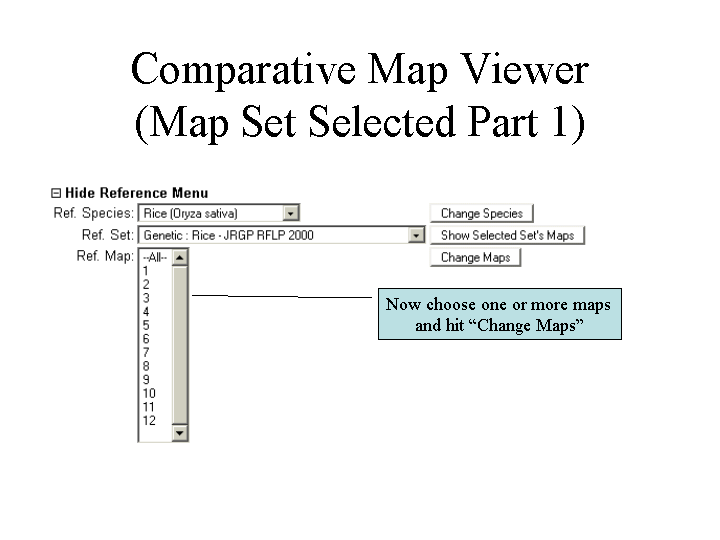 Comparative Map Viewer
(Map Set Selected Part 1)
Hide Reference Menu
Ref. Species: Rice (Oryza sativa) Change Species
Ref. Set: Genetic : Rice - JRGP RFLP 2000 Show Selected Set's Maps
Ref. Map: --All-- Change Maps
1
2
3
4
5
6
7
8
9
10
11
12
Now choose one or more maps
and hit “Change Maps”